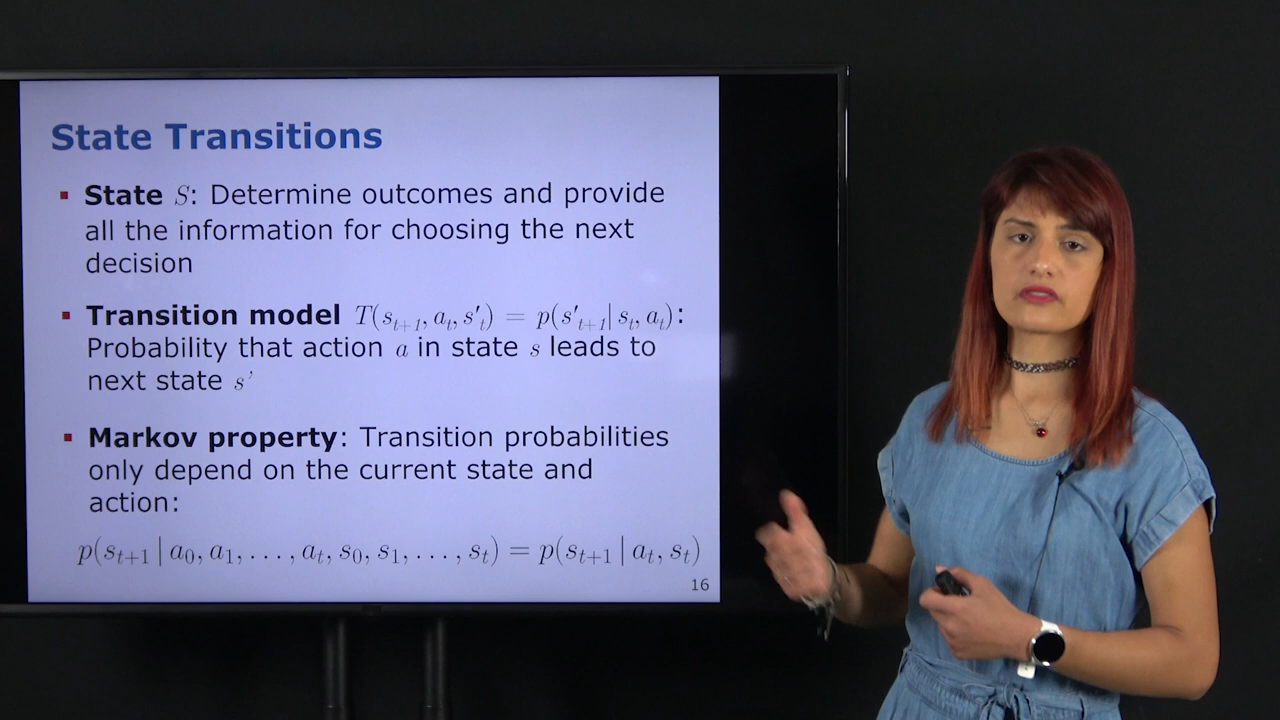 State Transitions
▪ State S: Determine outcomes and provide
all the information for choosing the next
decision
▪ Transition model T(s_{t+1}, a_t, s'_t) = p(s'_{t+1} | s_t, a_t):
Probability that action a in state s leads to
next state s'
▪ Markov property: Transition probabilities
only depend on the current state and
action:
p(s_{t+1} | a_0, a_1, . . . , a_t, s_0, s_1, . . . , s_t) = p(s_{t+1} | a_t, s_t)
16